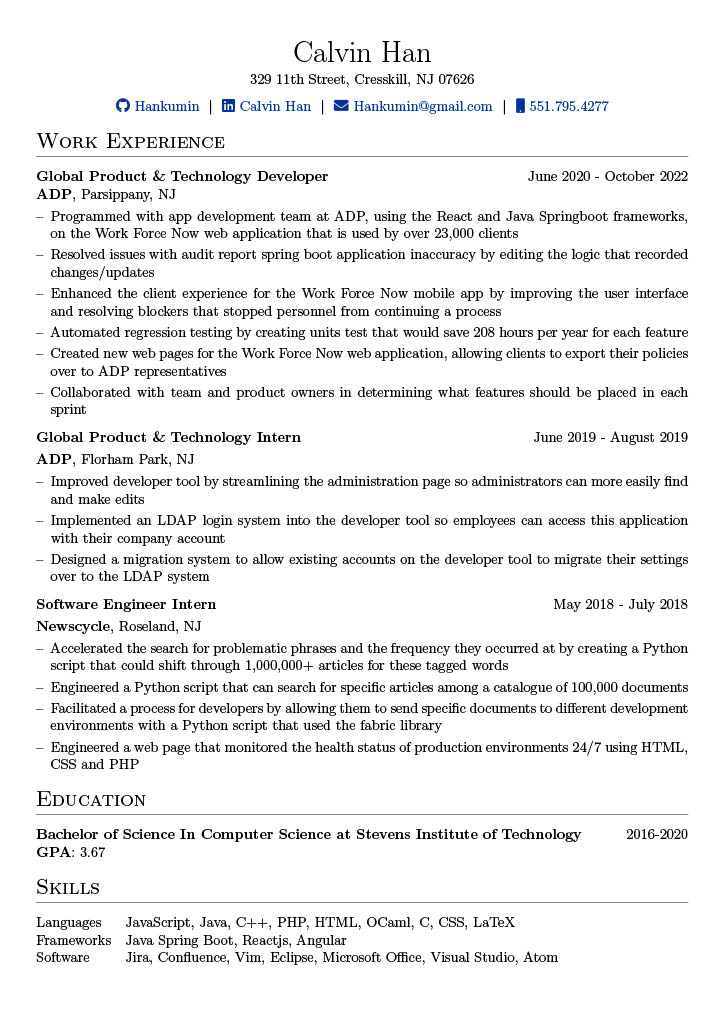 Calvin Han
329 11th Street, Cresskill, NJ 07626
Hankumin | Calvin Han | Hankumin@gmail.com | 551.795.4277
Work Experience
Global Product & Technology Developer June 2020 - October 2022
ADP, Parsippany, NJ
– Programmed with app development team at ADP, using the React and Java Springboot frameworks,
on the Work Force Now web application that is used by over 23,000 clients
– Resolved issues with audit report spring boot application inaccuracy by editing the logic that recorded
changes/updates
– Enhanced the client experience for the Work Force Now mobile app by improving the user interface
and resolving blockers that stopped personnel from continuing a process
– Automated regression testing by creating units test that would save 208 hours per year for each feature
– Created new web pages for the Work Force Now web application, allowing clients to export their policies
over to ADP representatives
– Collaborated with team and product owners in determining what features should be placed in each
sprint
Global Product & Technology Intern June 2019 - August 2019
ADP, Florham Park, NJ
– Improved developer tool by streamlining the administration page so administrators can more easily find
and make edits
– Implemented an LDAP login system into the developer tool so employees can access this application
with their company account
– Designed a migration system to allow existing accounts on the developer tool to migrate their settings
over to the LDAP system
Software Engineer Intern May 2018 - July 2018
Newscycle, Roseland, NJ
– Accelerated the search for problematic phrases and the frequency they occurred at by creating a Python
script that could shift through 1,000,000+ articles for these tagged words
– Engineered a Python script that can search for specific articles among a catalogue of 100,000 documents
– Facilitated a process for developers by allowing them to send specific documents to different development
environments with a Python script that used the fabric library
– Engineered a web page that monitored the health status of production environments 24/7 using HTML,
CSS and PHP
Education
Bachelor of Science In Computer Science at Stevens Institute of Technology 2016-2020
GPA: 3.67
Skills
Languages JavaScript, Java, C++, PHP, HTML, OCaml, C, CSS, LaTeX
Frameworks Java Spring Boot, Reactjs, Angular
Software Jira, Confluence, Vim, Eclipse, Microsoft Office, Visual Studio, Atom